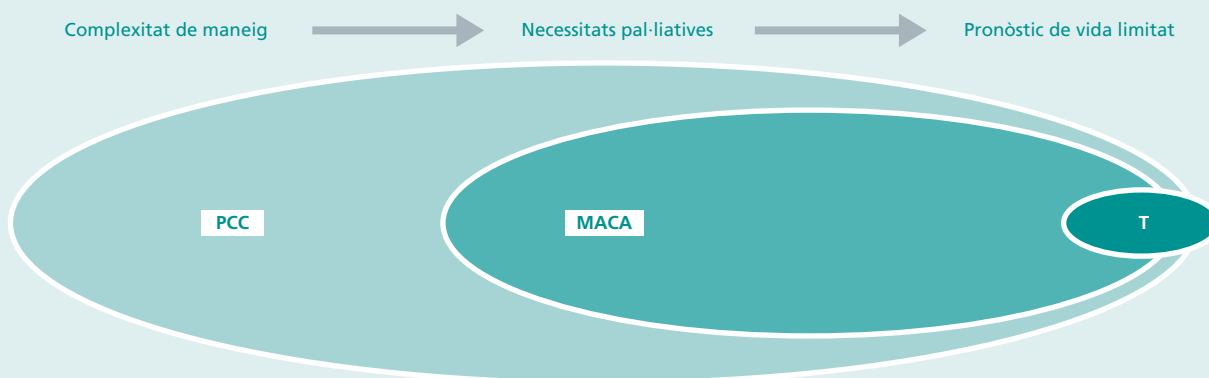 Complexitat de maneig
Necessitats pal·liatives
Pronòstic de vida limitat
PCC
MACA
T